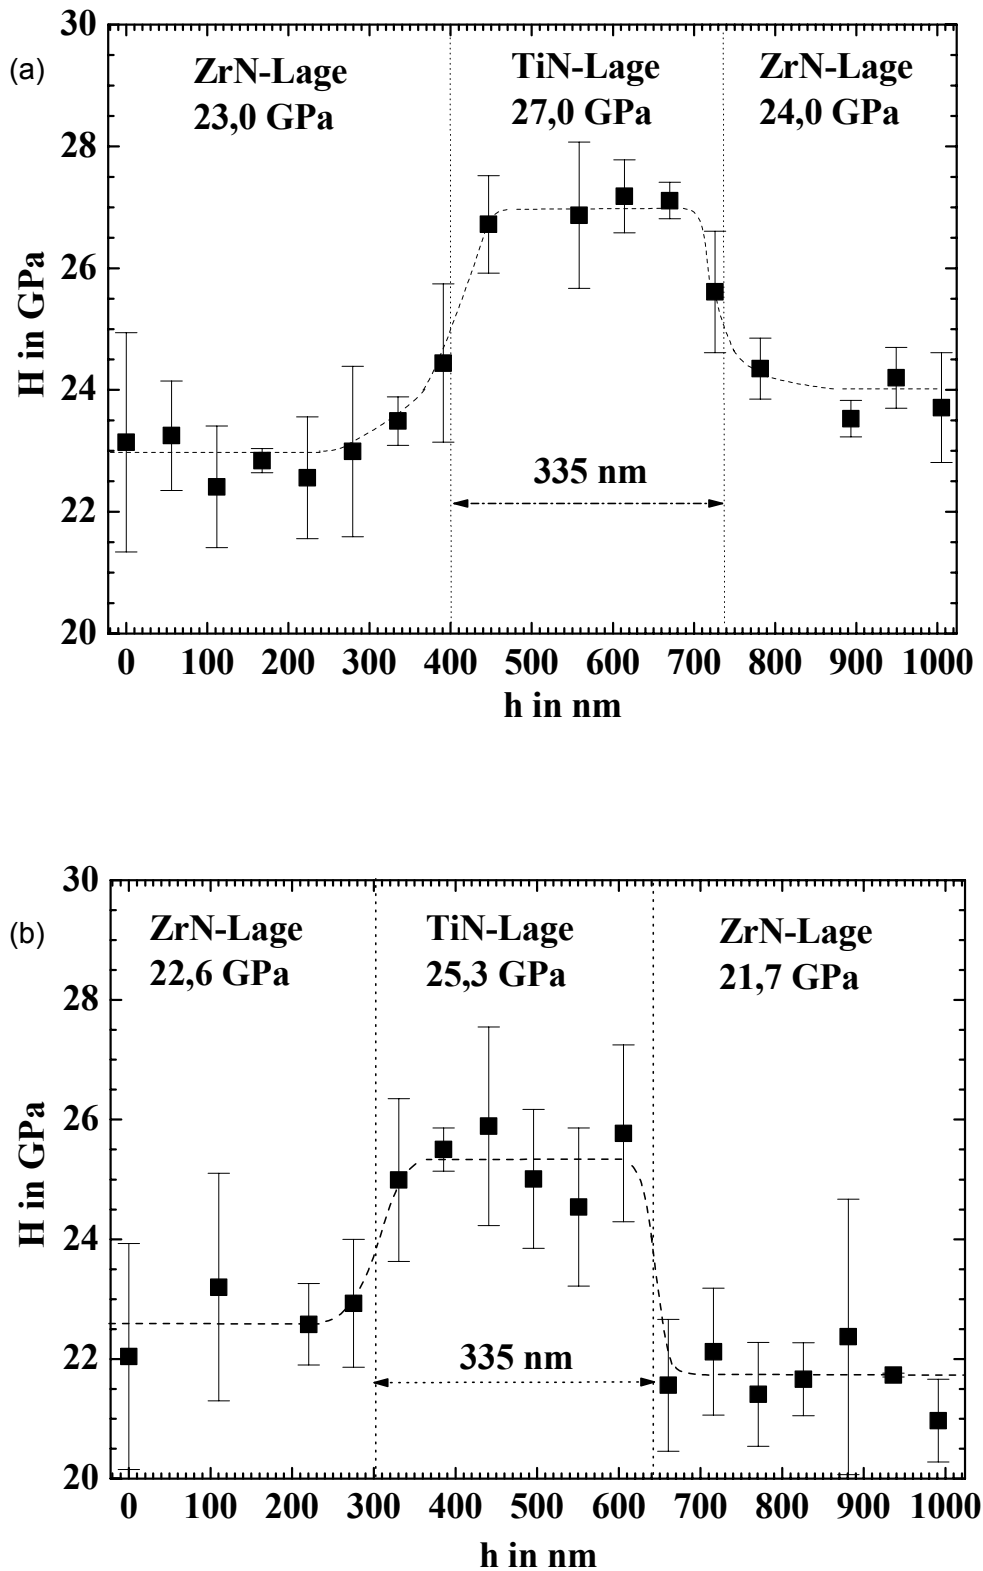 (a)
ZrN-Lage TiN-Lage ZrN-Lage
23,0 GPa 27,0 GPa 24,0 GPa
H in GPa
30
28
26
24
22
20
335 nm
0 100 200 300 400 500 600 700 800 900 1000
h in nm
(b)
ZrN-Lage TiN-Lage ZrN-Lage
22,6 GPa 25,3 GPa 21,7 GPa
H in GPa
30
28
26
24
22
20
335 nm
0 100 200 300 400 500 600 700 800 900 1000
h in nm